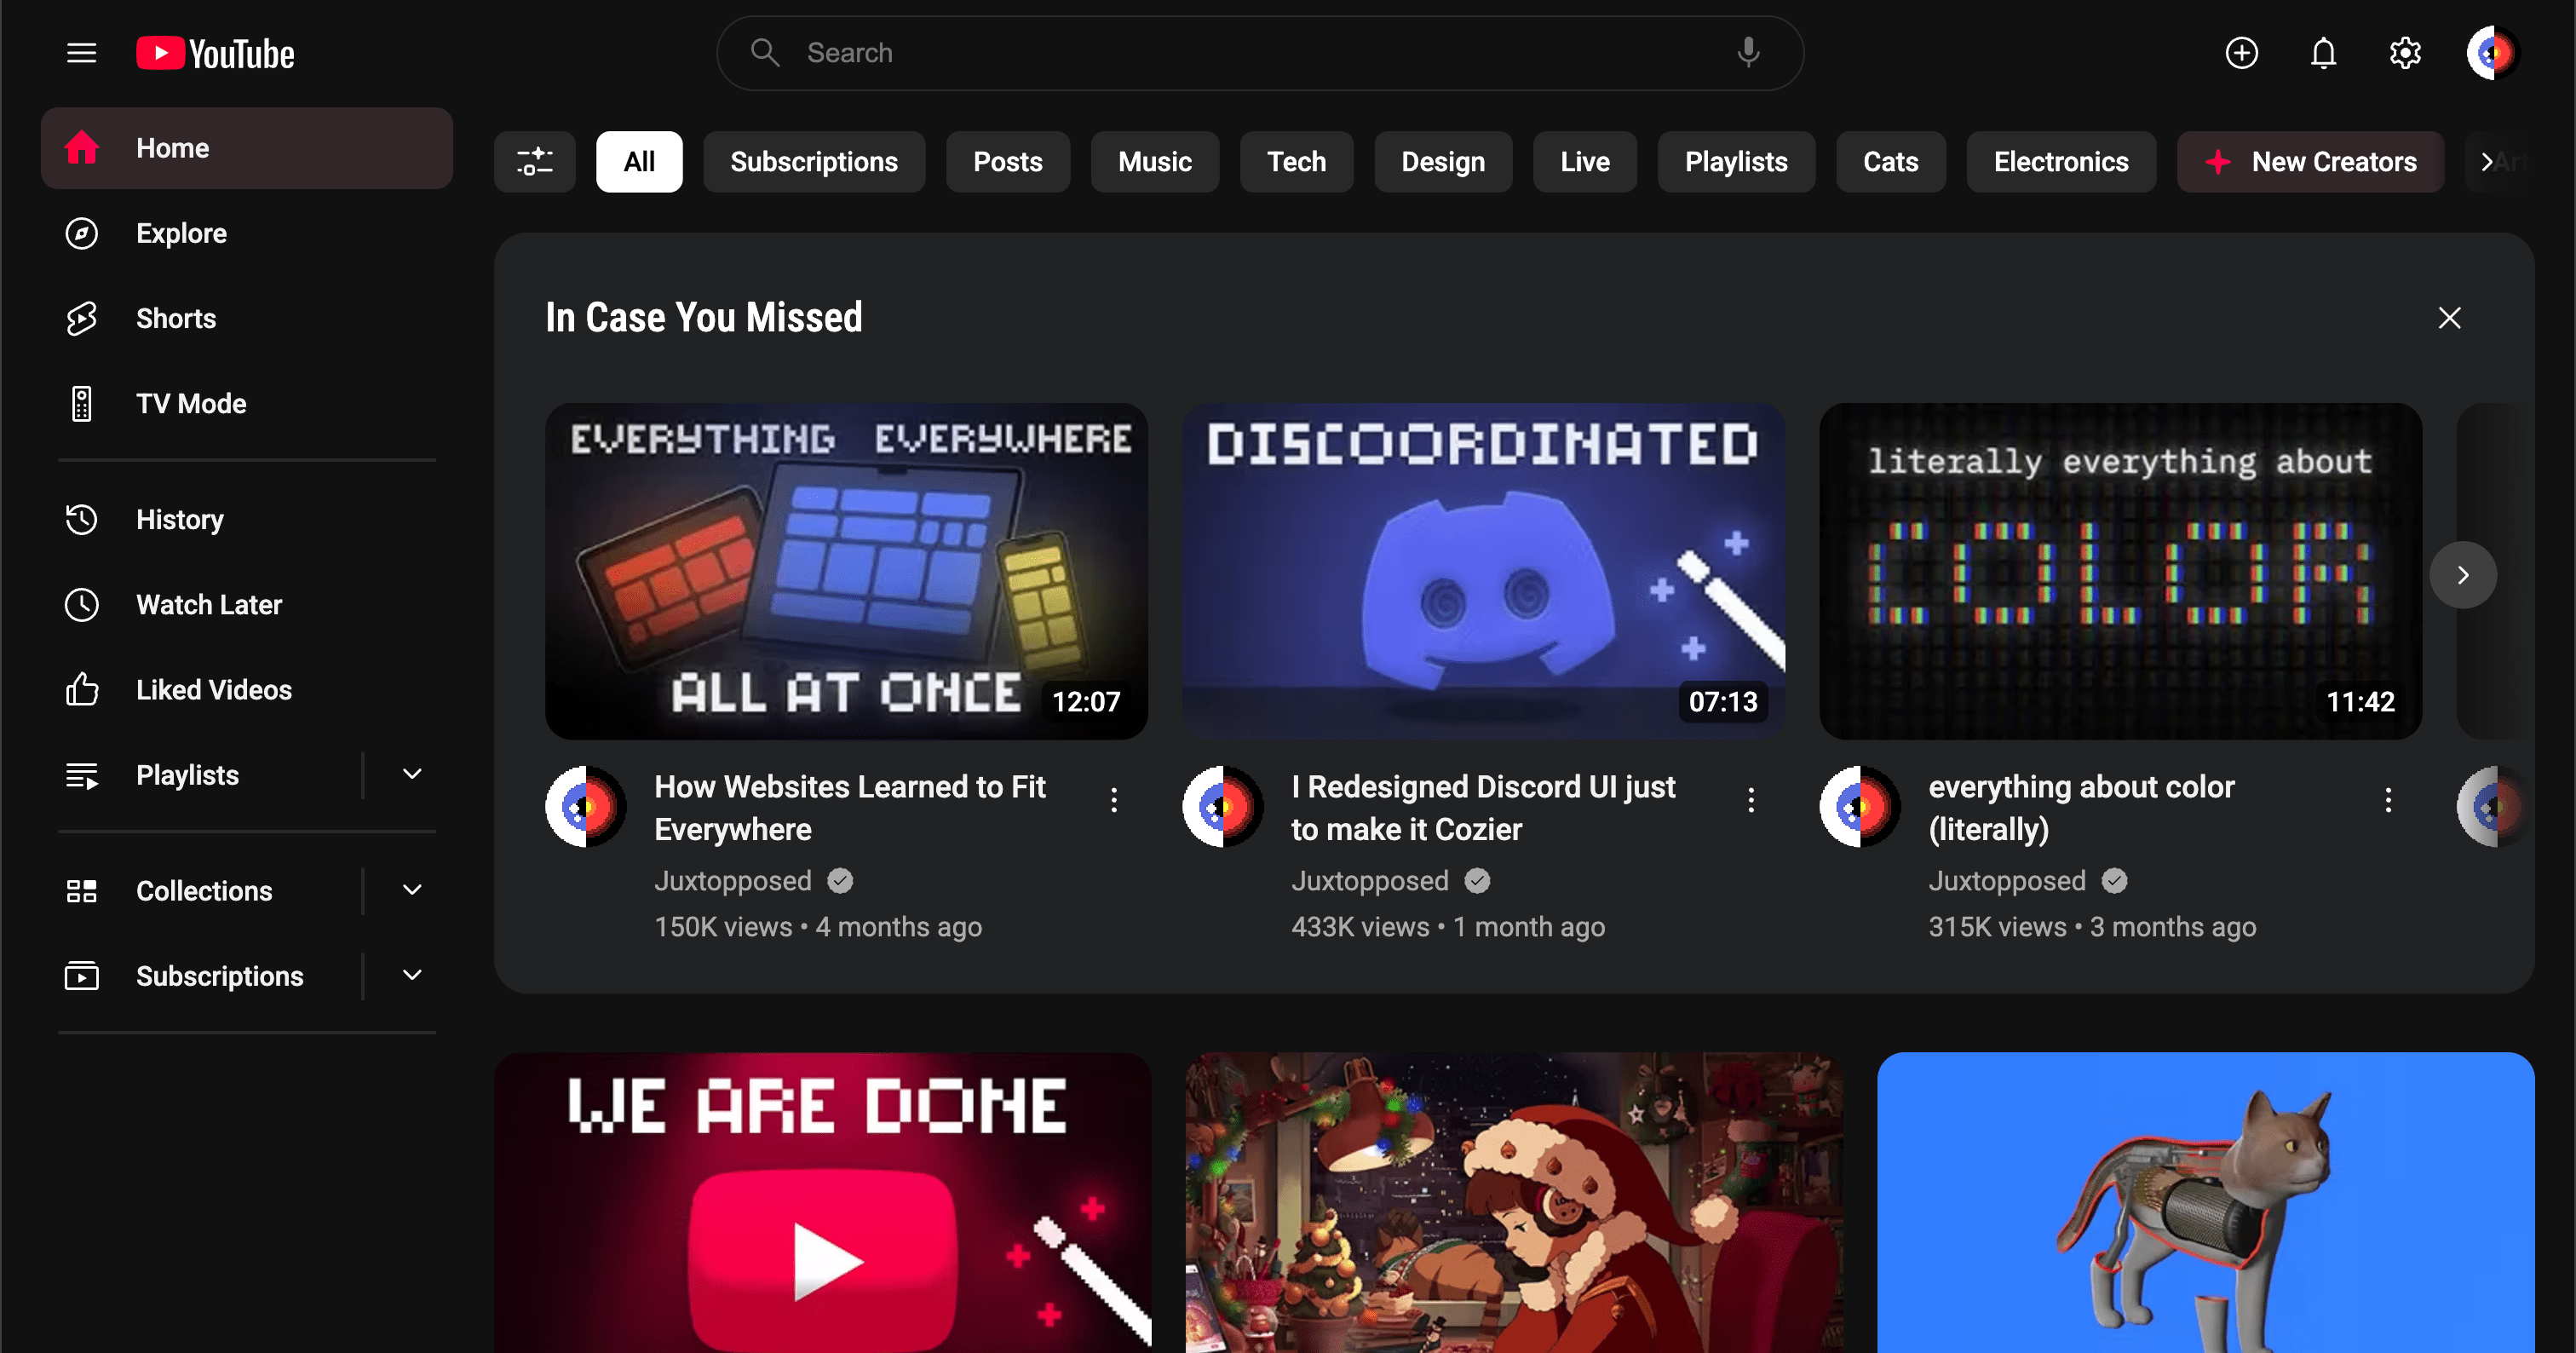 YouTube
Search
Home
Explore
Shorts
TV Mode
History
Watch Later
Liked Videos
Playlists
Collections
Subscriptions
All
Subscriptions
Posts
Music
Tech
Design
Live
Playlists
Cats
Electronics
New Creators
In Case You Missed
EVERYTHING EVERYWHERE
ALL AT ONCE
12:07
How Websites Learned to Fit
Everywhere
Juxtopposed
150K views • 4 months ago
DISCOORDINATED
07:13
I Redesigned Discord UI just
to make it Cozier
Juxtopposed
433K views • 1 month ago
literally everything about
COLOR
11:42
everything about color
(literally)
Juxtopposed
315K views • 3 months ago
WE ARE DONE